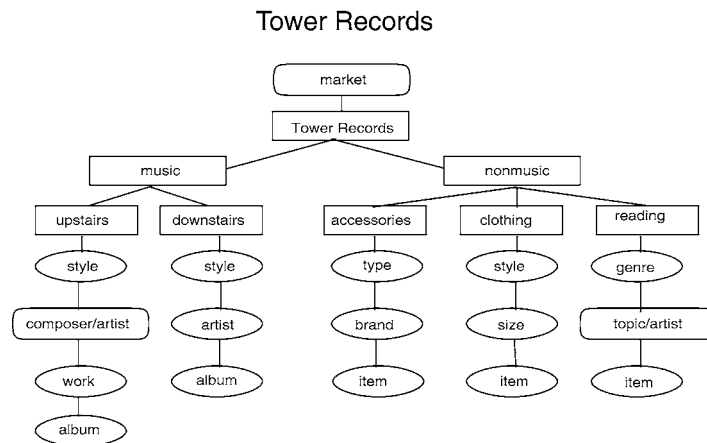 Tower Records
market
Tower Records
music nonmusic
upstairs downstairs accessories clothing reading
style style type style genre
composer/artist artist brand size topic/artist
work album item item item
album